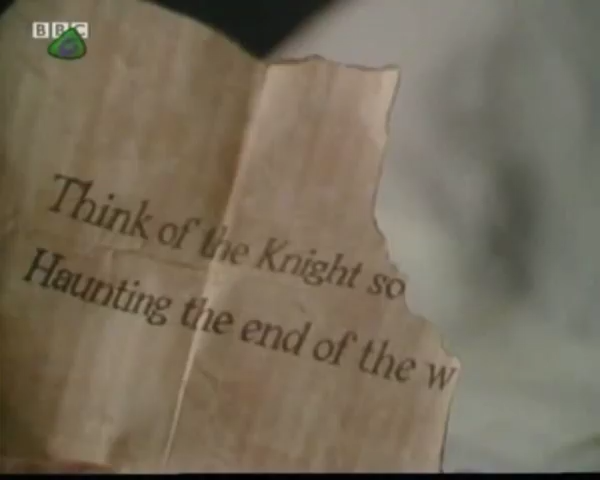 BBC
Think of the Knight so
Haunting the end of the w